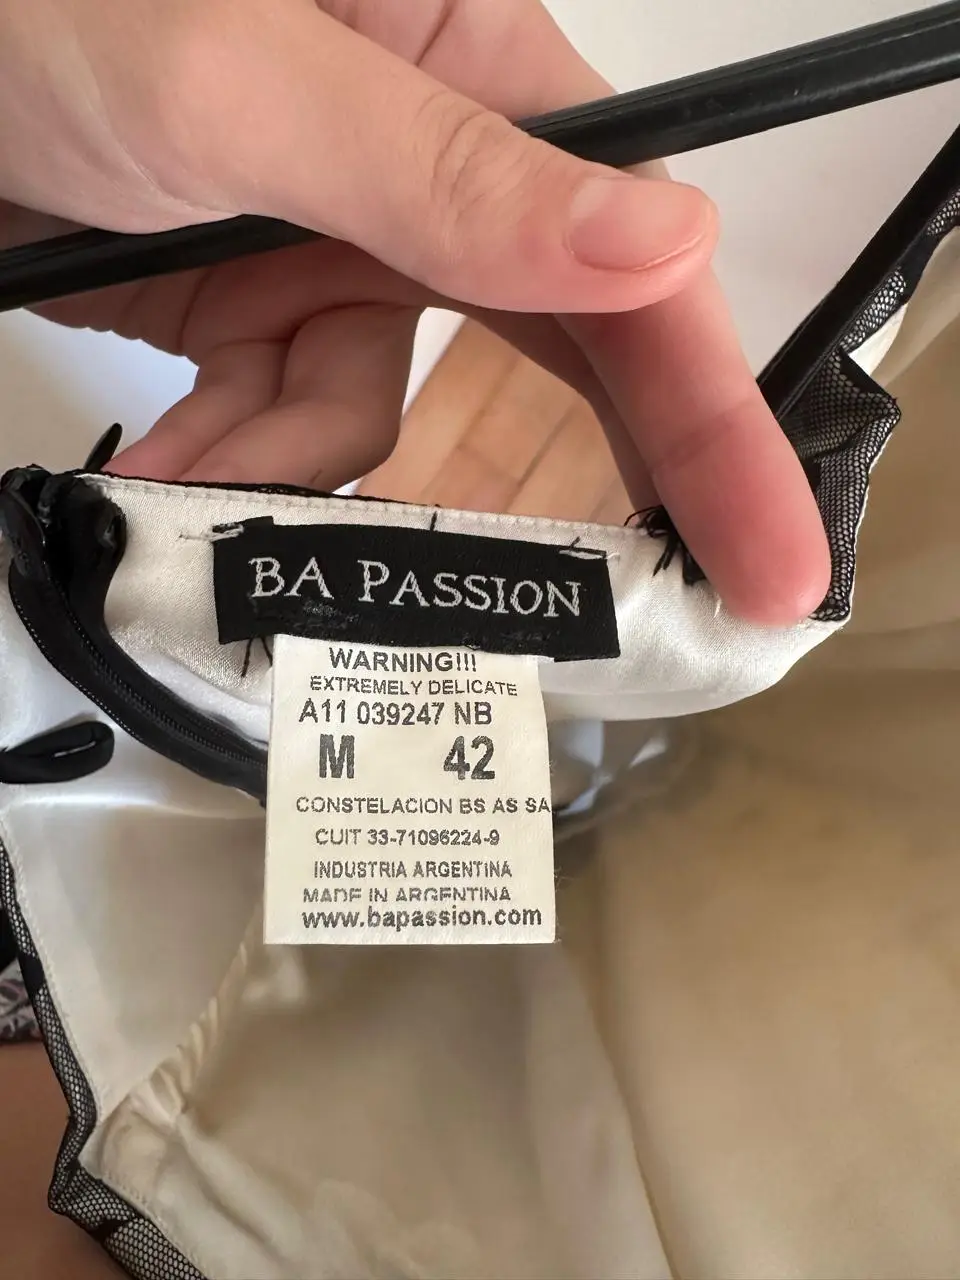 BA PASSION
WARNING!!!
EXTREMELY DELICATE
A11 039247 NB
M 42
CONSTELACION BS AS SA
CUIT 33-71096224-9
INDUSTRIA ARGENTINA
MADE IN ARGENTINA
www.bapassion.com